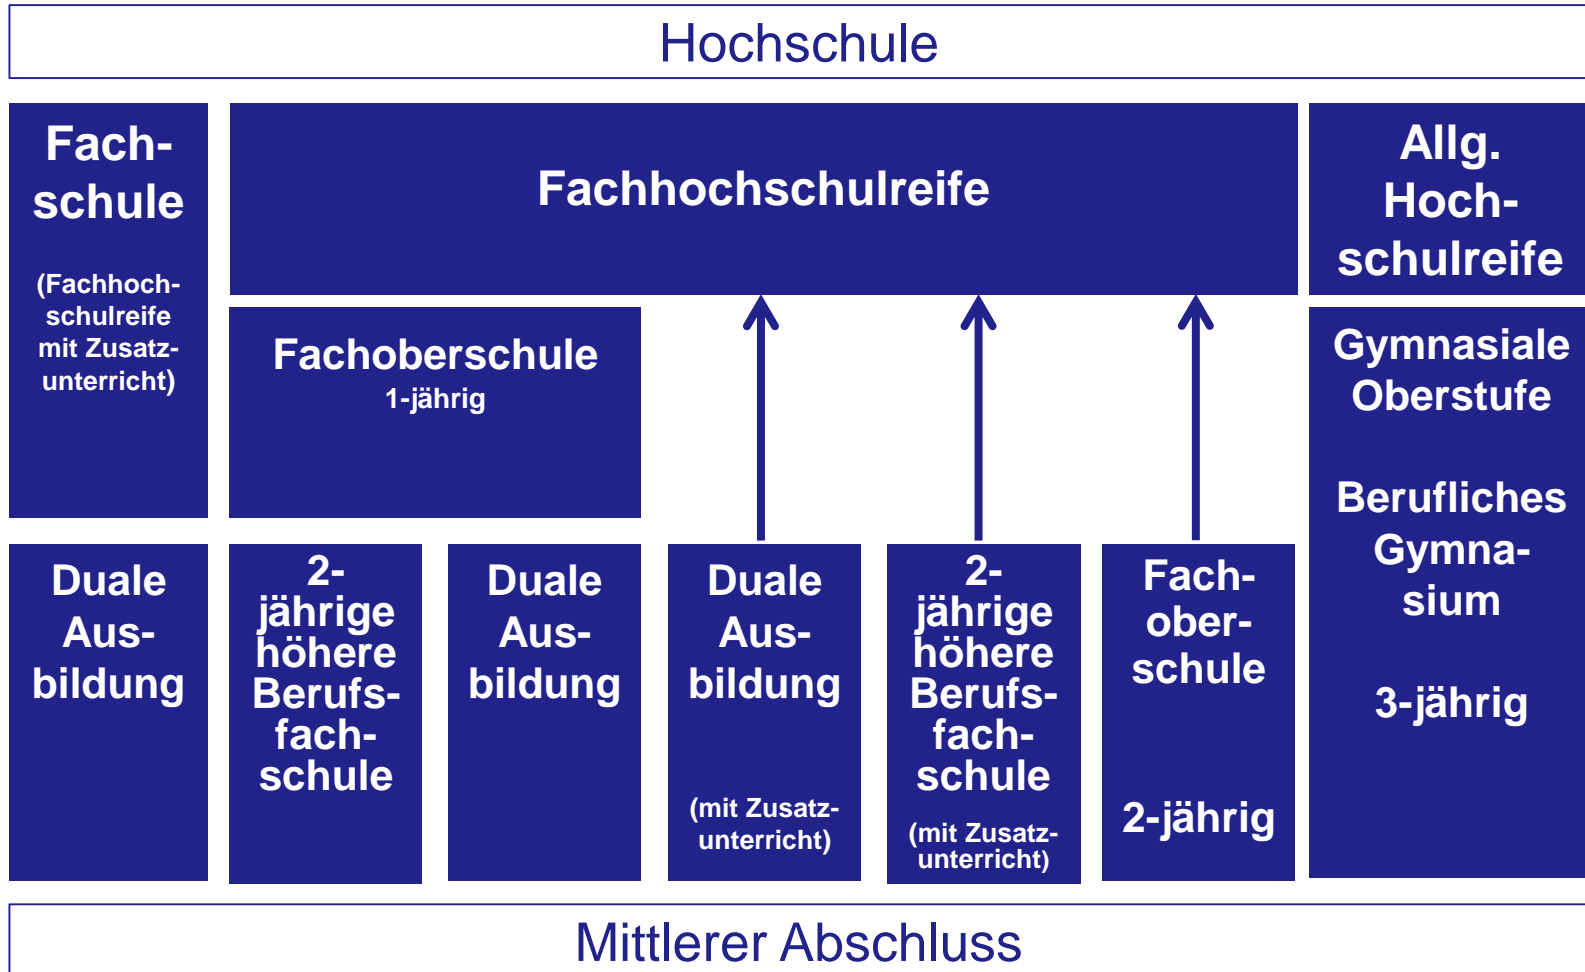 Hochschule
Fach-
schule
(Fachhoch-
schulreife
mit Zusatz-
unterricht)
Fachhochschulreife
Allg.
Hoch-
schulreife
Fachoberschule
1-jährig
Gymnasiale
Oberstufe
Berufliches
Gymna-
sium
3-jährig
Duale
Aus-
bildung
2-
jährige
höhere
Berufs-
fach-
schule
Duale
Aus-
bildung
Duale
Aus-
bildung
(mit Zusatz-
unterricht)
2-
jährige
höhere
Berufs-
fach-
schule
(mit Zusatz-
unterricht)
Fach-
ober-
schule
2-jährig
Mittlerer Abschluss